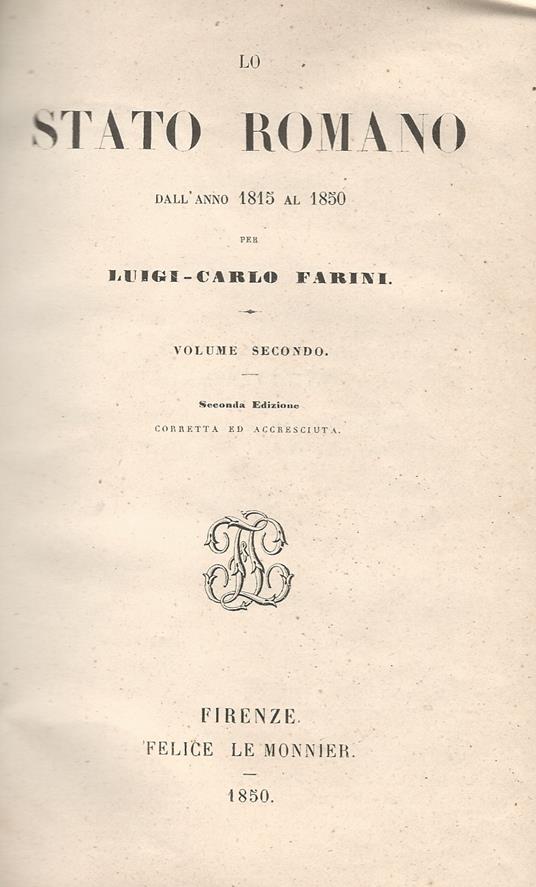 LO
STATO ROMANO
DALL'ANNO 1815 AL 1850
PER
LUIGI-CARLO FARINI.
VOLUME SECONDO.
Seconda Edizione
CORRETTA ED ACCRESCIUTA.
FIRENZE.
FELICE LE MONNIER.
1850.